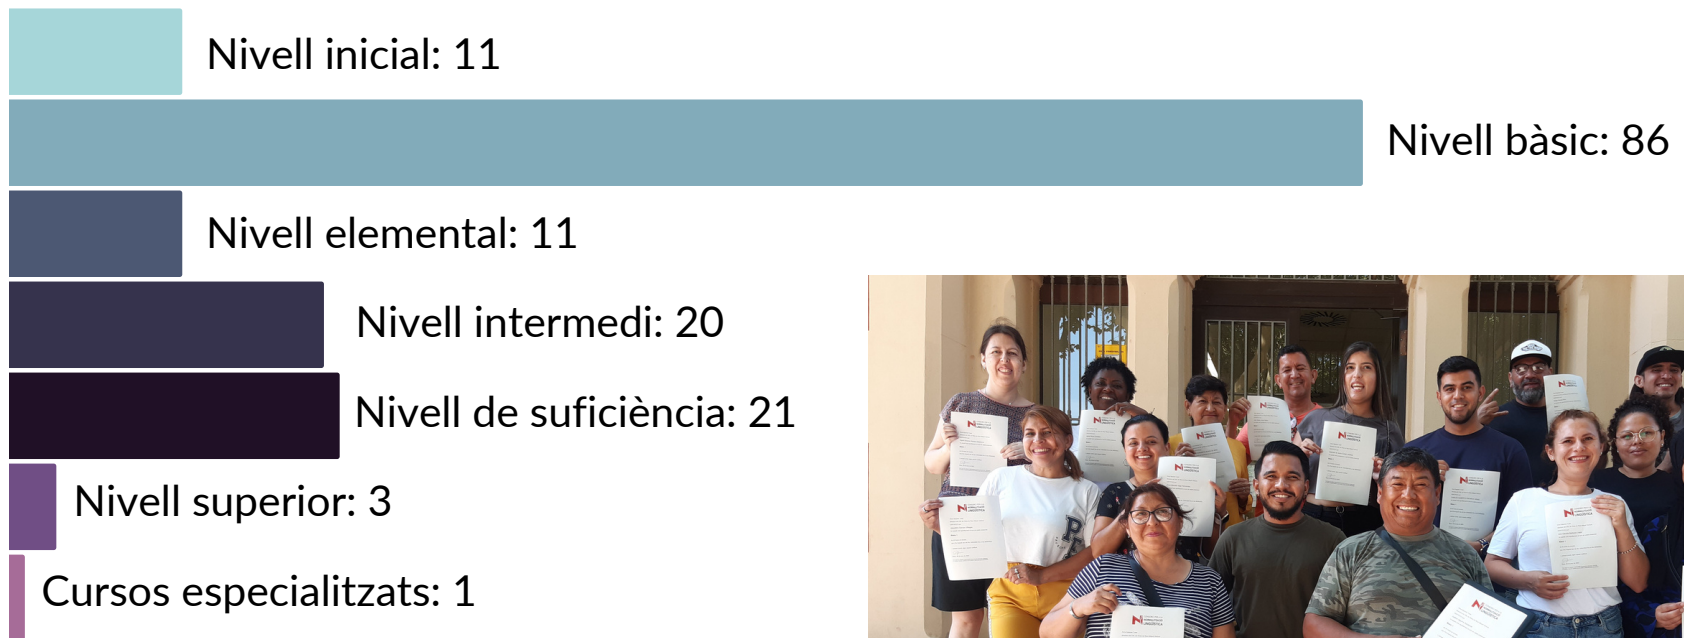 Nivell inicial: 11
Nivell bàsic: 86
Nivell elemental: 11
Nivell intermedi: 20
Nivell de suficiència: 21
Nivell superior: 3
Cursos especialitzats: 1